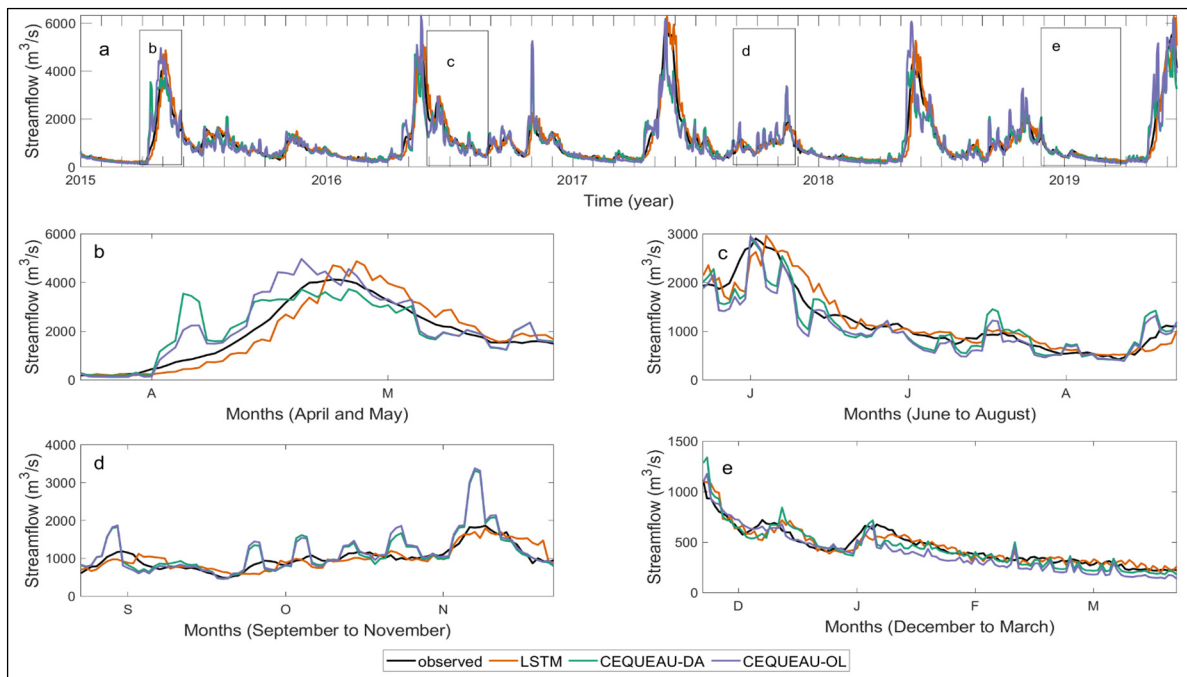 6000
4000
2000
0
Streamflow (m³/s)
a
b
c
d
e
2015
2016
2017
2018
2019
Time (year)
b
6000
4000
2000
0
Streamflow (m³/s)
A
M
Months (April and May)
c
3000
2000
1000
0
Streamflow (m³/s)
J
J
A
Months (June to August)
d
4000
3000
2000
1000
0
Streamflow (m³/s)
S
O
N
Months (September to November)
e
1500
1000
500
0
Streamflow (m³/s)
D
J
F
M
Months (December to March)
observed LSTM CEQUEAU-DA CEQUEAU-OL